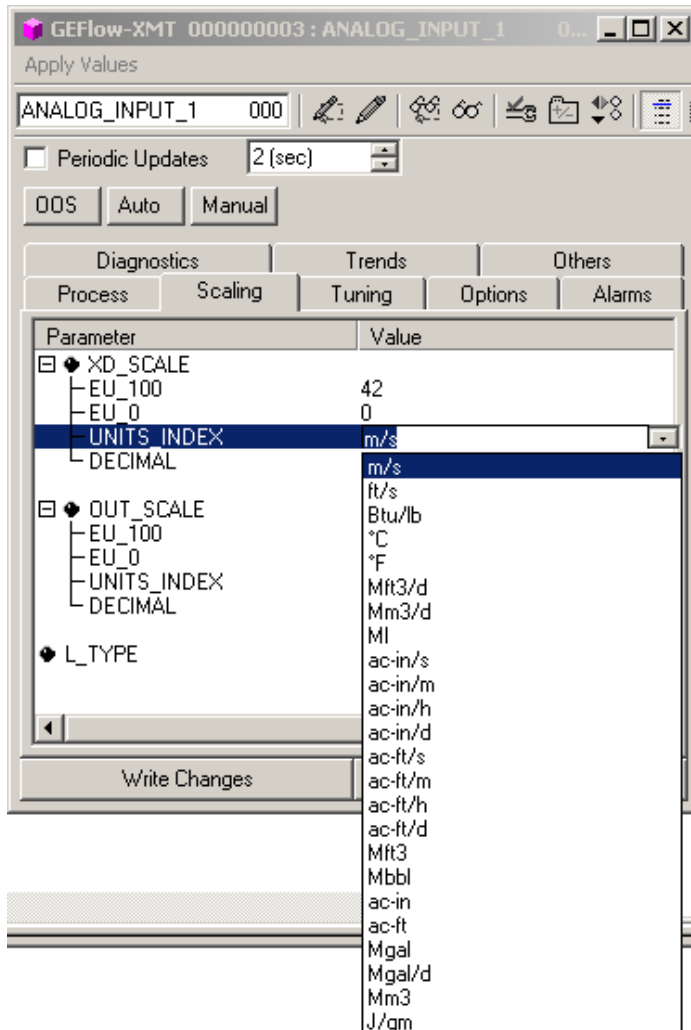 GEFlow-XMT 000000003 : ANALOG_INPUT_1 0...
Apply Values
ANALOG_INPUT_1 000
Periodic Updates 2 (sec)
OOS Auto Manual
Diagnostics Trends Others
Process Scaling Tuning Options Alarms
Parameter Value
XD_SCALE
EU_100 42
EU_0 0
UNITS_INDEX m/s
DECIMAL
m/s
ft/s
Btu/lb
°C
°F
Mft3/d
Mm3/d
Ml
ac-in/s
ac-in/m
ac-in/h
ac-in/d
ac-ft/s
ac-ft/m
ac-ft/h
ac-ft/d
Mft3
Mbbl
ac-in
ac-ft
Mgal
Mgal/d
Mm3
J/gm
OUT_SCALE
EU_100
EU_0
UNITS_INDEX
DECIMAL
L_TYPE
Write Changes